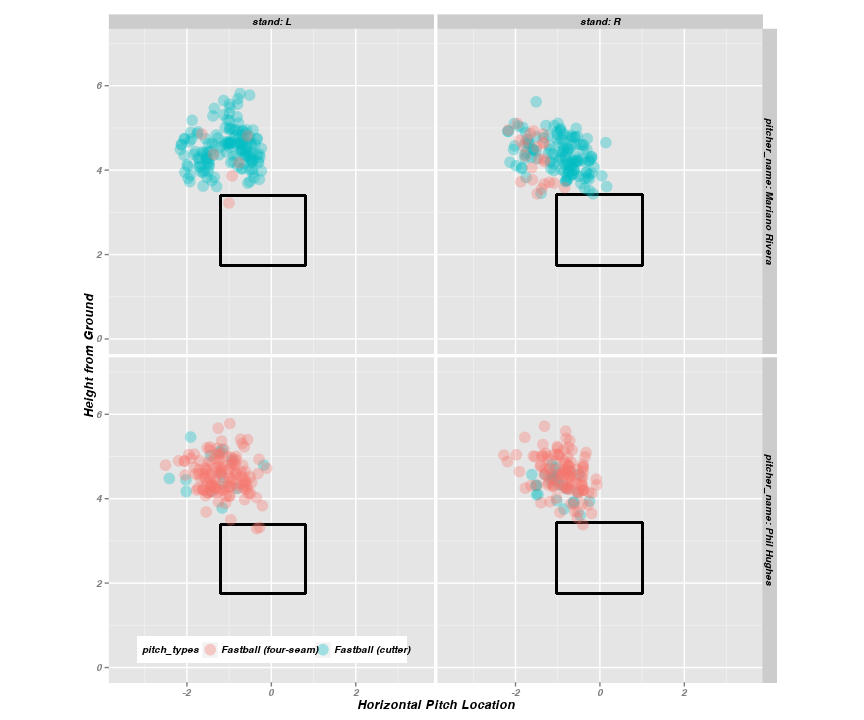 stand: L
stand: R
6
4
2
0
pitcher_name: Mariano Rivera
Height from Ground
6
4
2
0
pitcher_name: Phil Hughes
pitch_types Fastball (four-seam) Fastball (cutter)
-2 0 2 -2 0 2
Horizontal Pitch Location